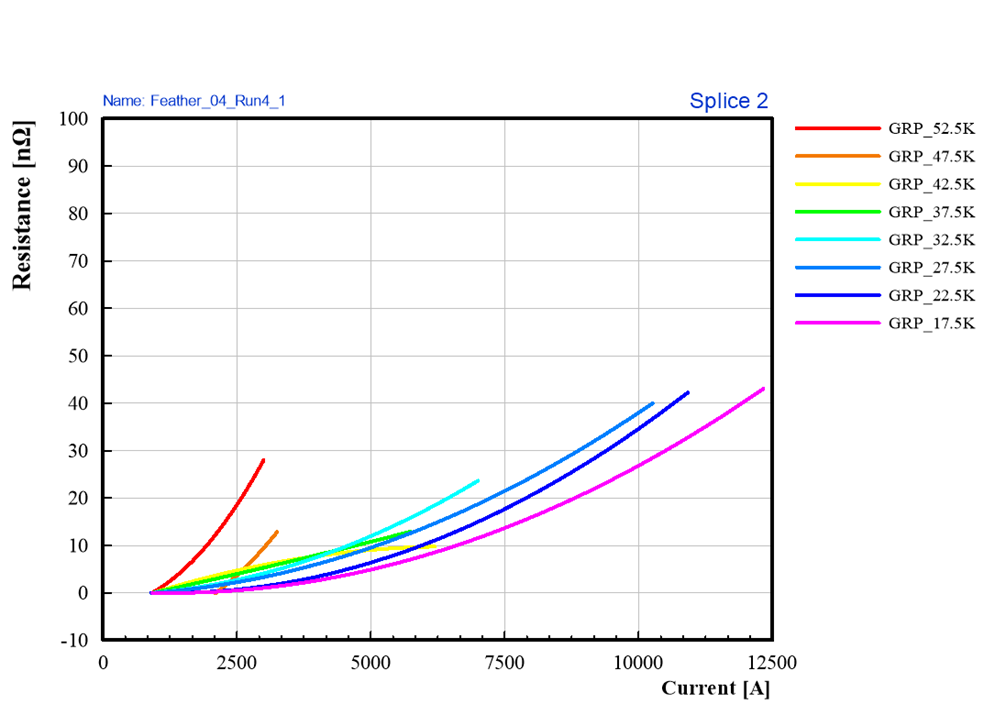 Name: Feather_04_Run4_1
Splice 2
Resistance [nΩ]
100
90
80
70
60
50
40
30
20
10
0
-10
0 2500 5000 7500 10000 12500
Current [A]
GRP_52.5K
GRP_47.5K
GRP_42.5K
GRP_37.5K
GRP_32.5K
GRP_27.5K
GRP_22.5K
GRP_17.5K